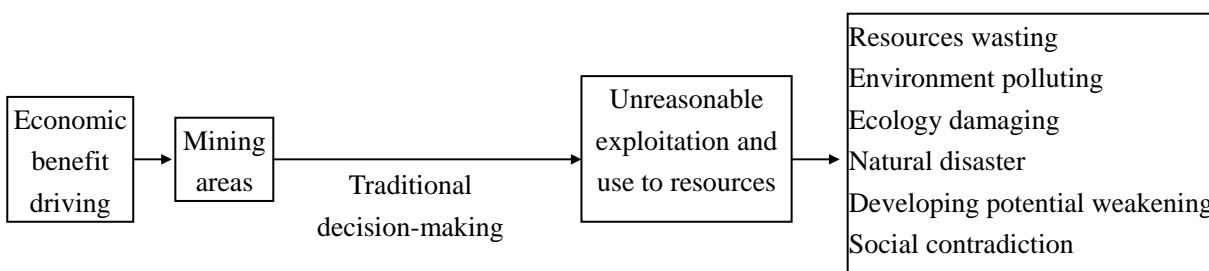 Economic
benefit
driving
Mining
areas
Traditional
decision-making
Unreasonable
exploitation and
use to resources
Resources wasting
Environment polluting
Ecology damaging
Natural disaster
Developing potential weakening
Social contradiction